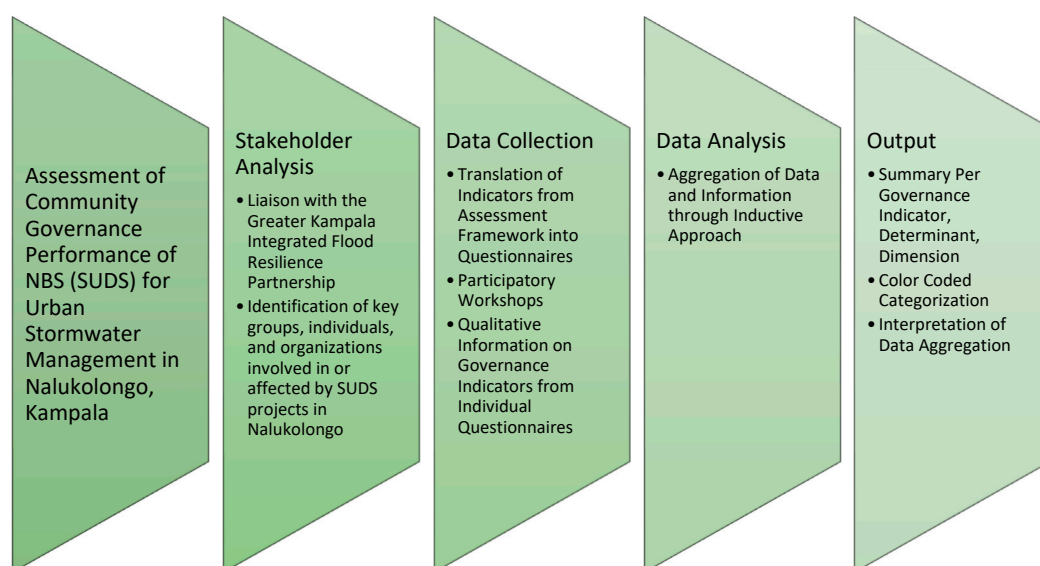 Assessment of
Community
Governance
Performance of
NBS (SUDS) for
Urban
Stormwater
Management in
Nalukolongo,
Kampala
Stakeholder
Analysis
• Liaison with the
Greater Kampala
Integrated Flood
Resilience
Partnership
• Identification of key
groups, individuals,
and organizations
involved in or
affected by SUDS
projects in
Nalukolongo
Data Collection
• Translation of
Indicators from
Assessment
Framework into
Questionnaires
• Participatory
Workshops
• Qualitative
Information on
Governance
Indicators from
Individual
Questionnaires
Data Analysis
• Aggregation of Data
and Information
through Inductive
Approach
Output
• Summary Per
Governance
Indicator,
Determinant,
Dimension
• Color Coded
Categorization
• Interpretation of
Data Aggregation